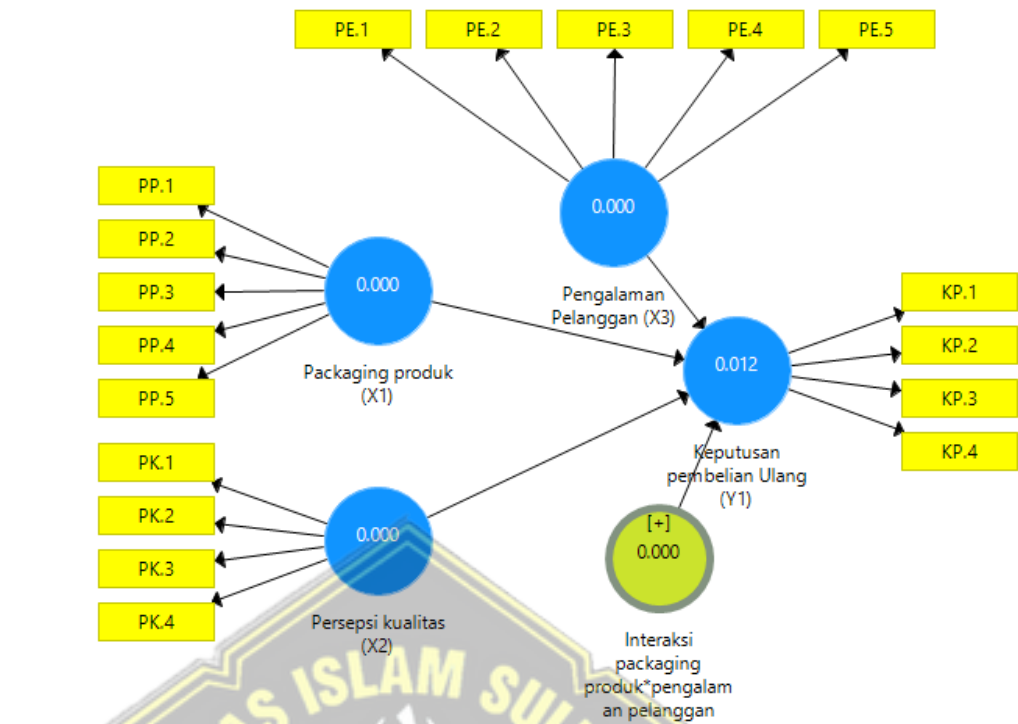 PE.1
PE.2
PE.3
PE.4
PE.5
0.000
Pengalaman
Pelanggan (X3)
PP.1
PP.2
PP.3
PP.4
PP.5
0.000
Packaging produk
(X1)
PK.1
PK.2
PK.3
PK.4
0.000
Persepsi kualitas
(X2)
0.012
Keputusan
pembelian Ulang
(Y1)
KP.1
KP.2
KP.3
KP.4
[+]
0.000
Interaksi
packaging
produk*pengalam
an pelanggan
ISLAM